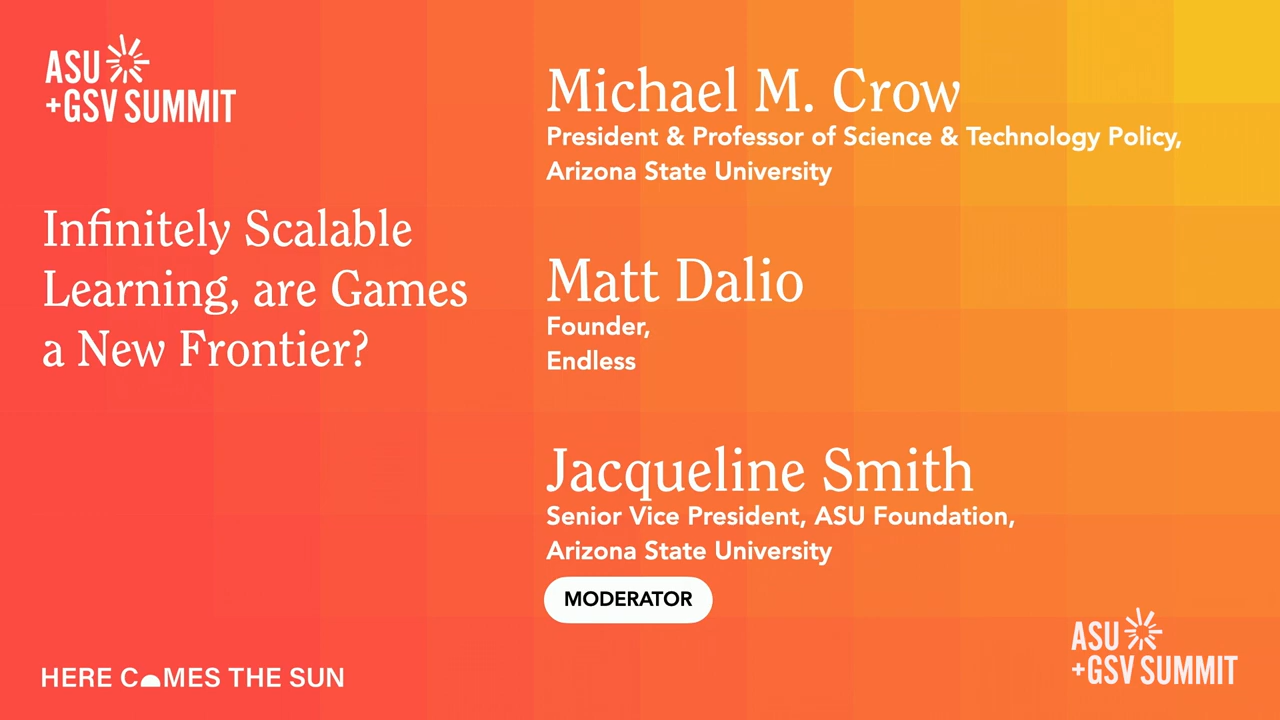 ASU
+GSV SUMMIT
Infinitely Scalable
Learning, are Games
a New Frontier?
Michael M. Crow
President & Professor of Science & Technology Policy,
Arizona State University
Matt Dalio
Founder,
Endless
Jacqueline Smith
Senior Vice President, ASU Foundation,
Arizona State University
MODERATOR
HERE COMES THE SUN
ASU
+GSV SUMMIT